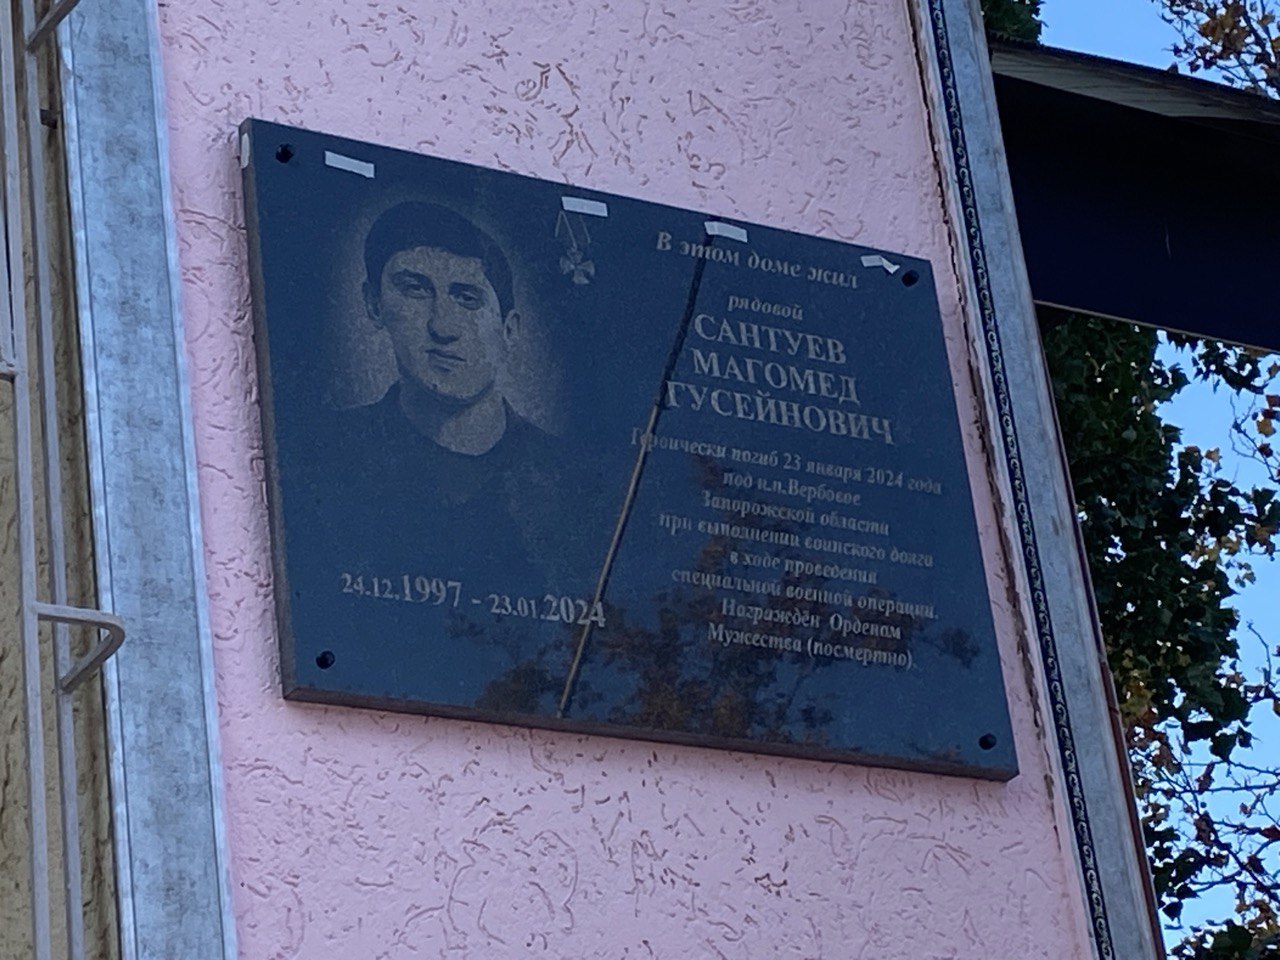 В этом доме жил
рядовой
САНТУЕВ
МАГОМЕД
ГУСЕЙНОВИЧ
Героически погиб 23 января 2024 года
под н.п.Вербовое
Запорожской области
при выполнении воинского долга
в ходе проведения
специальной военной операции.
Награждён Орденом
Мужества (посмертно).
24.12.1997 - 23.01.2024